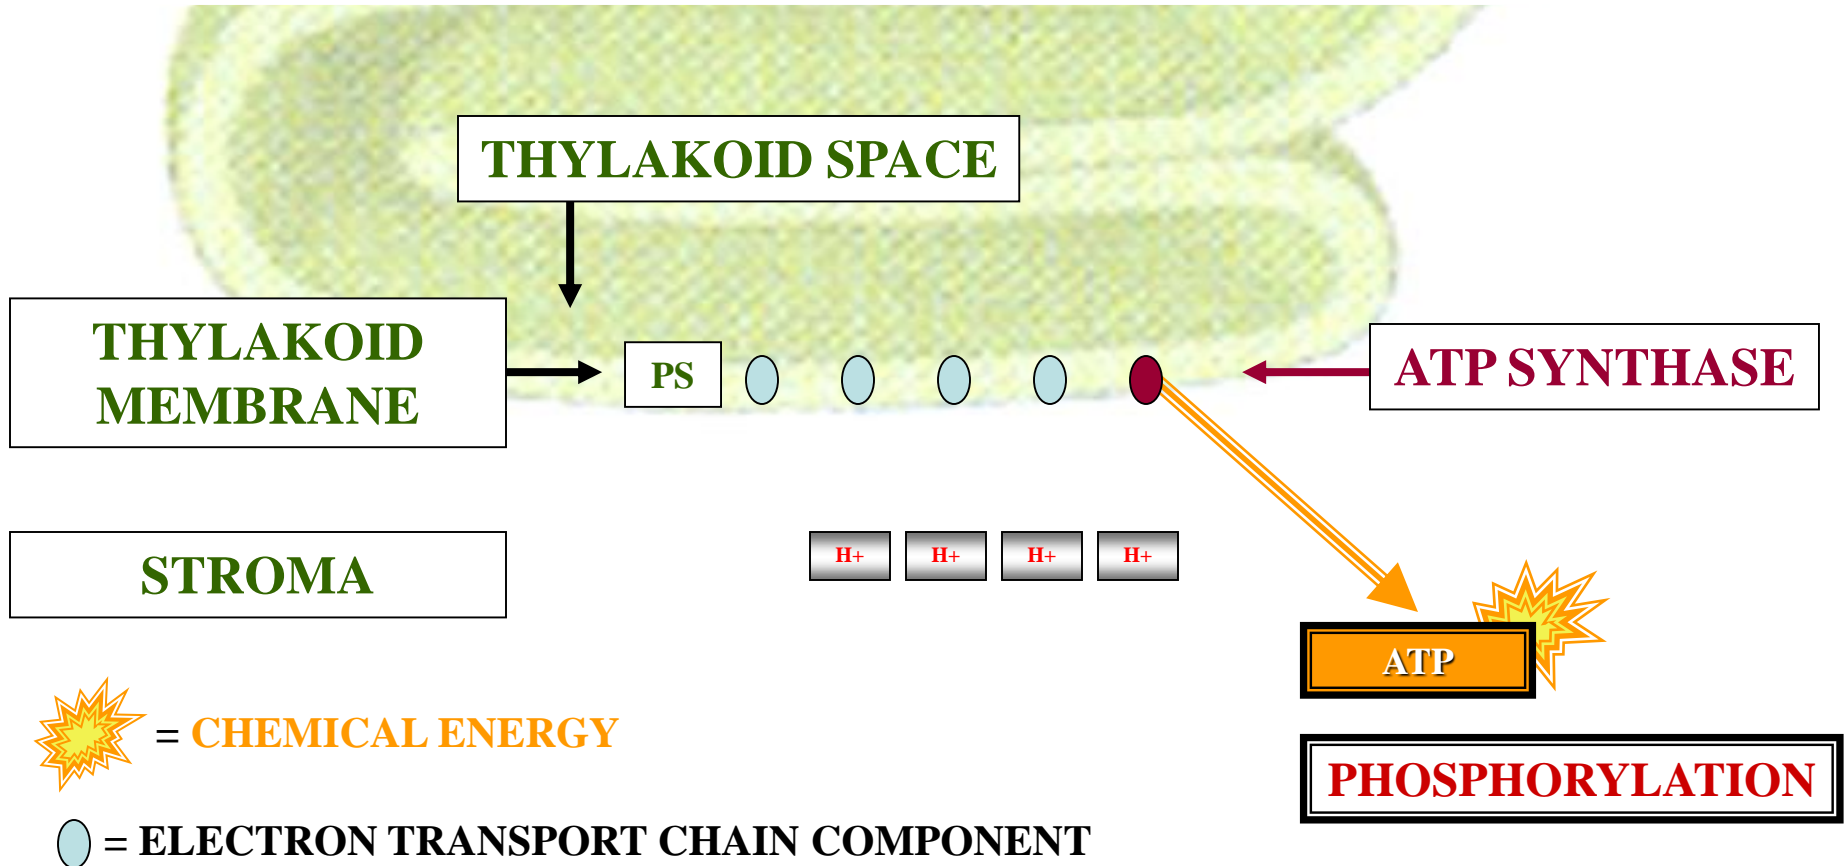 THYLAKOID SPACE
THYLAKOID
MEMBRANE
PS
ATP SYNTHASE
STROMA
H+ H+ H+ H+
ATP
= CHEMICAL ENERGY
PHOSPHORYLATION
= ELECTRON TRANSPORT CHAIN COMPONENT